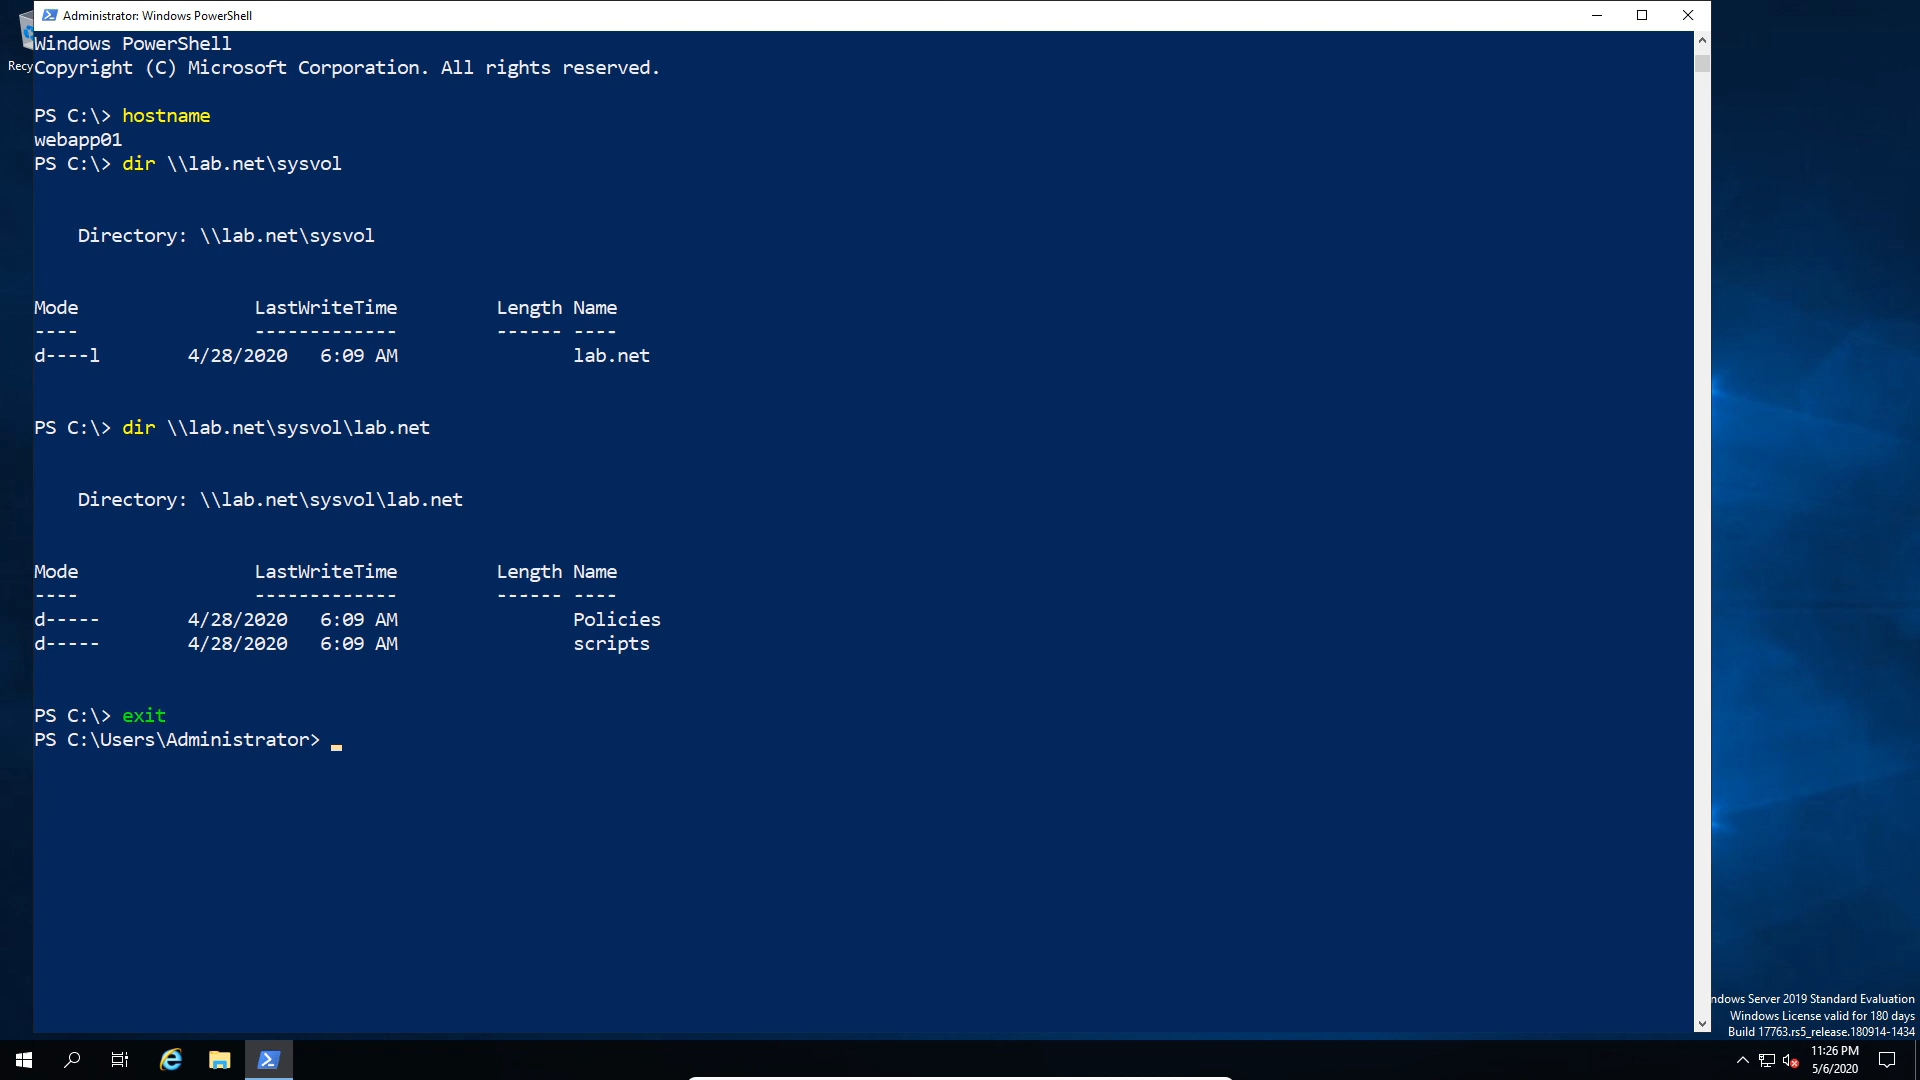 Administrator: Windows PowerShell
Recy
Windows PowerShell
Copyright (C) Microsoft Corporation. All rights reserved.
PS C:\> hostname
webapp01
PS C:\> dir \\lab.net\sysvol
Directory: \\lab.net\sysvol
Mode LastWriteTime Length Name
---- ------------- ------ ----
d----l 4/28/2020 6:09 AM lab.net
PS C:\> dir \\lab.net\sysvol\lab.net
Directory: \\lab.net\sysvol\lab.net
Mode LastWriteTime Length Name
---- ------------- ------ ----
d----- 4/28/2020 6:09 AM Policies
d----- 4/28/2020 6:09 AM scripts
PS C:\> exit
PS C:\Users\Administrator>
ndows Server 2019 Standard Evaluation
Windows License valid for 180 days
Build 17763.rs5_release.180914-1434
11:26 PM
5/6/2020